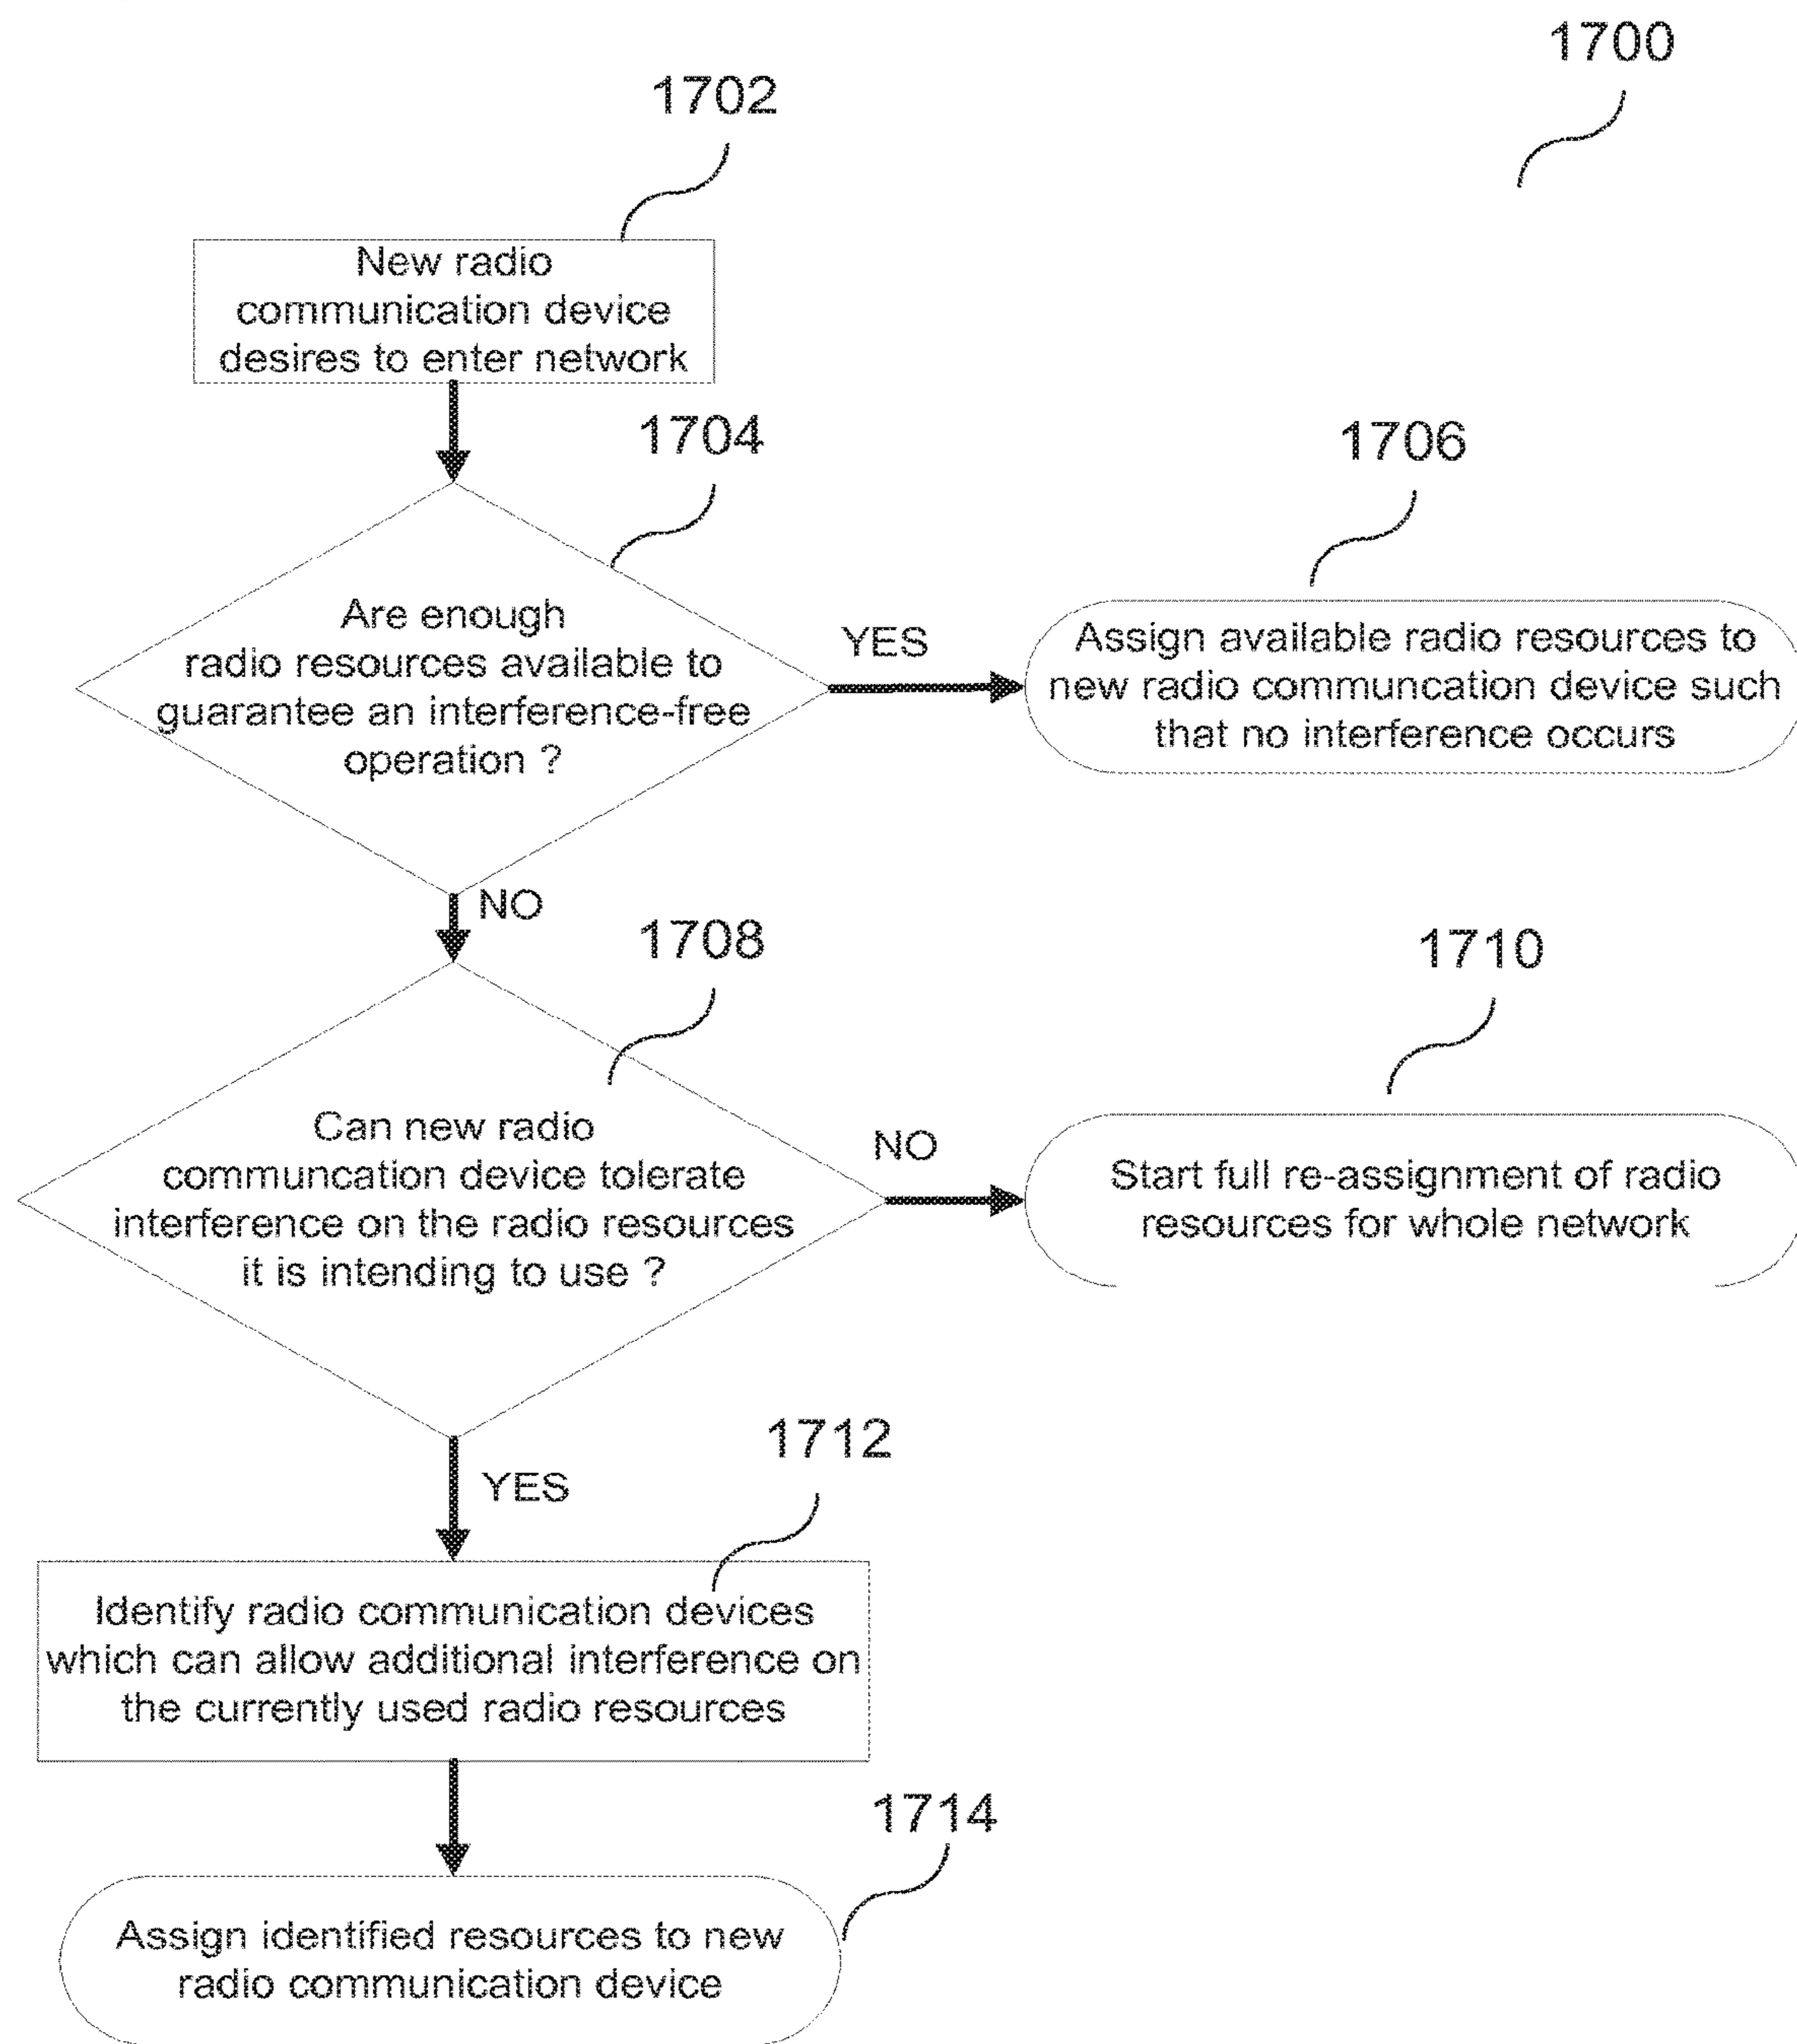 1700
1702
New radio
communication device
desires to enter network
1704
Are enough
radio resources available to
guarantee an interference-free
operation ?
YES
1706
Assign available radio resources to
new radio communcation device such
that no interference occurs
NO
1708
Can new radio
communcation device tolerate
interference on the radio resources
it is intending to use ?
NO
1710
Start full re-assignment of radio
resources for whole network
YES
1712
Identify radio communication devices
which can allow additional interference on
the currently used radio resources
1714
Assign identified resources to new
radio communication device